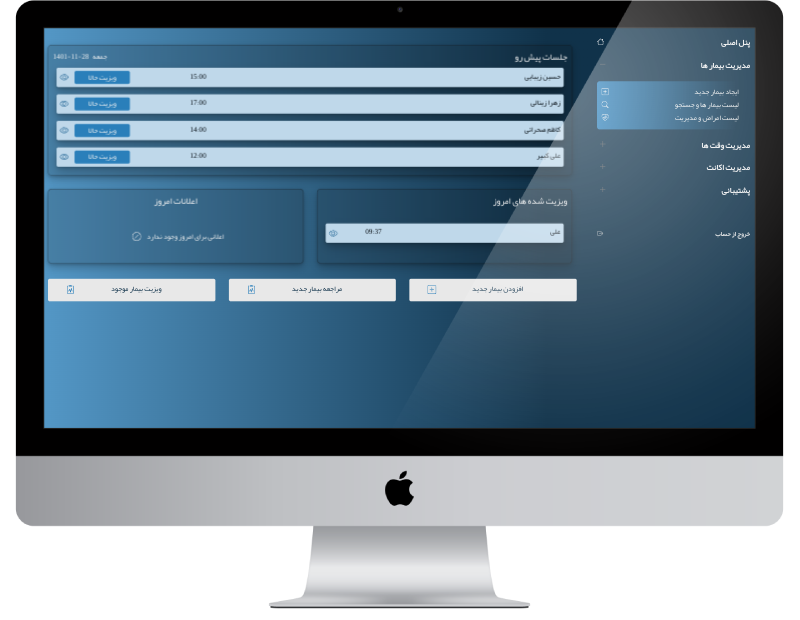 پنل اصلی
مدیریت بیمار ها
ایجاد بیمار جدید
لیست بیمار ها و جستجو
لیست امراض و مدیریت
مدیریت وقت ها
مدیریت اکانت
پشتیبانی
خروج از حساب
جلسات پیش رو
جمعه 1401-11-28
حسین زیبایی 15:00 ویزیت حالا
زهرا زینالی 17:00 ویزیت حالا
کاظم صحرائی 14:00 ویزیت حالا
علی کبیر 12:00 ویزیت حالا
ویزیت شده های امروز
علی 09:37
اعلانات امروز
اعلانی برای امروز وجود ندارد
افزودن بیمار جدید
مراجعه بیمار جدید
ویزیت بیمار موجود